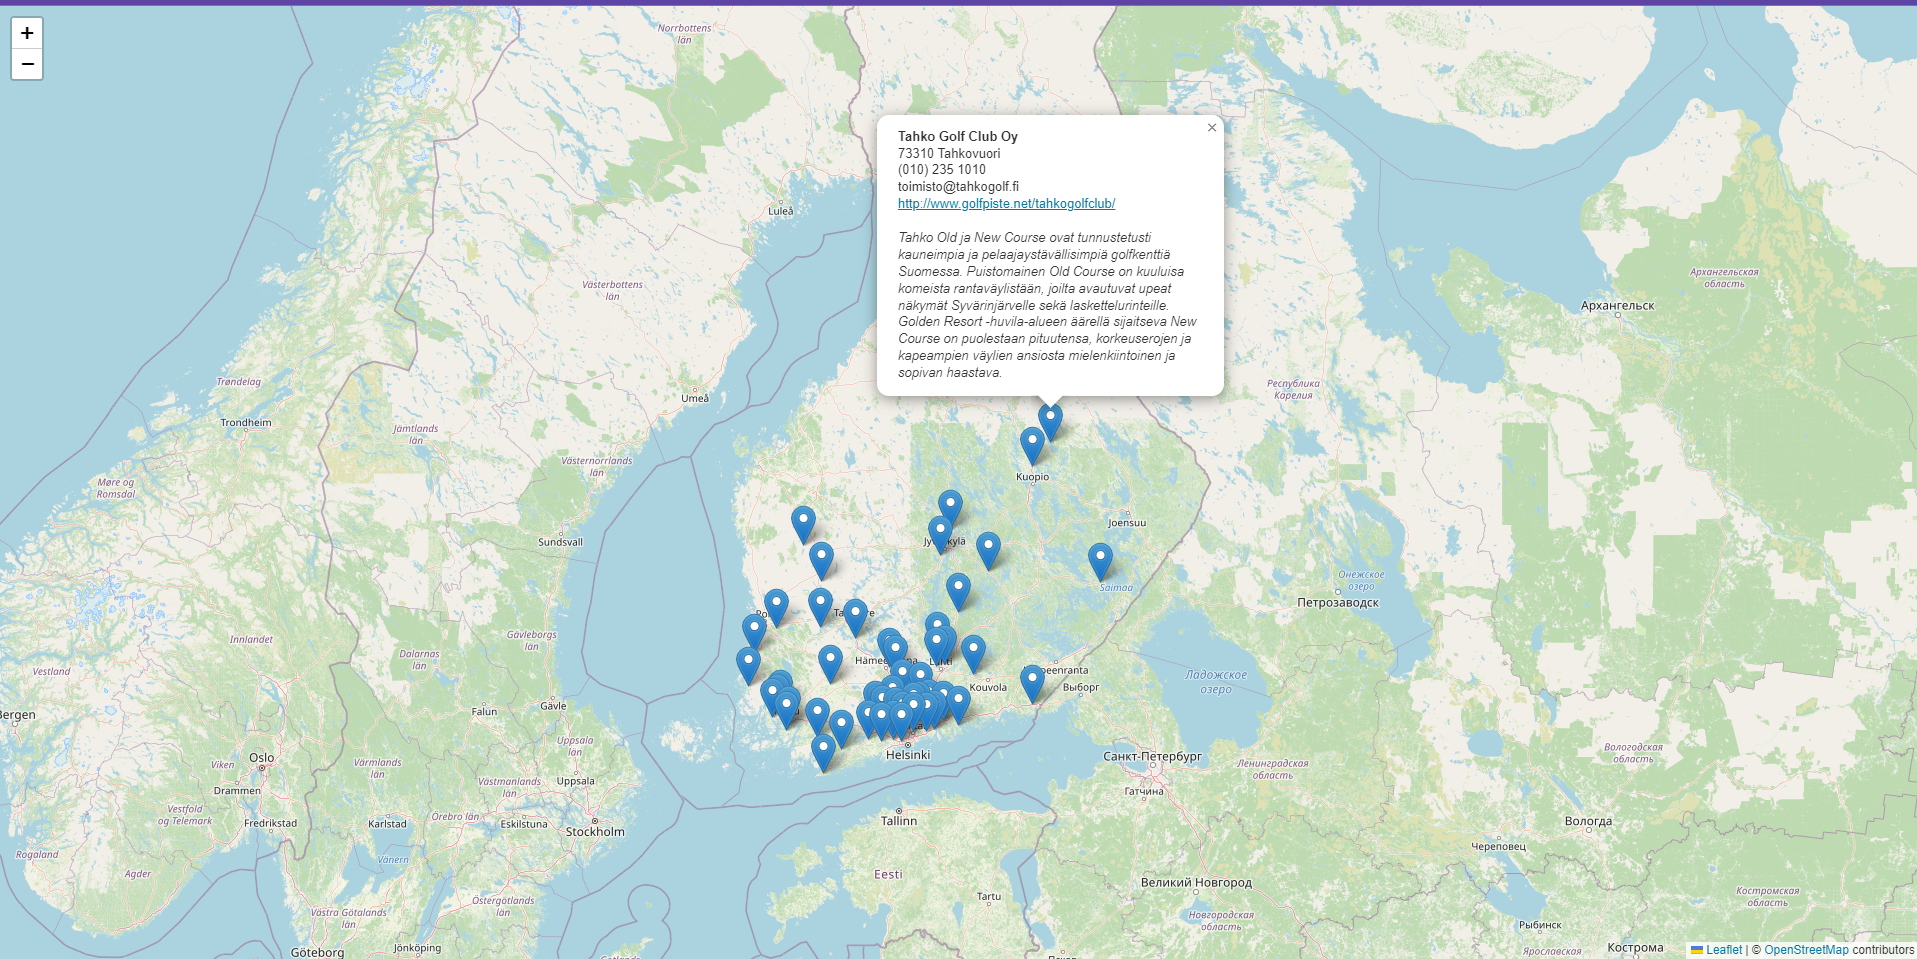 +
−
Norrbottens
län
Luleå
Tahko Golf Club Oy
×
73310 Tahkovuori
(010) 235 1010
toimisto@tahkogolf.fi
http://www.golfpiste.net/tahkogolfclub/
Tahko Old ja New Course ovat tunnustetusti
kauneimpia ja pelaajaystävällisimpiä golfkenttiä
Suomessa. Puistomainen Old Course on kuuluisa
komeista rantaväylistään, joilta avautuvat upeat
näkymät Syvärinjärvelle sekä laskettelurinteille.
Golden Resort -huvila-alueen äärellä sijaitseva New
Course on puolestaan pituutensa, korkeuserojen ja
kapeampien väylien ansiosta mielenkiintoinen ja
sopivan haastava.
Västerbottens
län
Архангельская
область
Архангельск
Trøndelag
Trondheim
Umeå
Республика
Карелия
Jämtlands
län
Västernorrlands
län
Møre og
Romsdal
Kuopio
Joensuu
Sundsvall
Saimaa
Онежское
озеро
Петрозаводск
Innlandet
Gävleborgs
län
Dalarnas
län
Vestland
Ладожское
озеро
Kouvola
Выборг
Bergen
Falun
Gävle
Helsinki
Oslo
Viken
Drammen
Uppsala
län
Värmlands
län
Västmanlands
län
Uppsala
Санкт-Петербург
Ленинградская
область
Вологодская
область
Гатчина
Vestfold
og Telemark
Fredrikstad
Karlstad
Örebro län
Eskilstuna
Stockholm
Tallinn
Вологда
Череповец
Rogaland
Vänern
Agder
Eesti
Tartu
Великий Новгород
Костромская
область
Västra Götalands
län
Östergötlands
län
Новгородская
область
Рыбинск
Göteborg
Jönköping
Ярославская
Кострома
Leaflet | © OpenStreetMap contributors